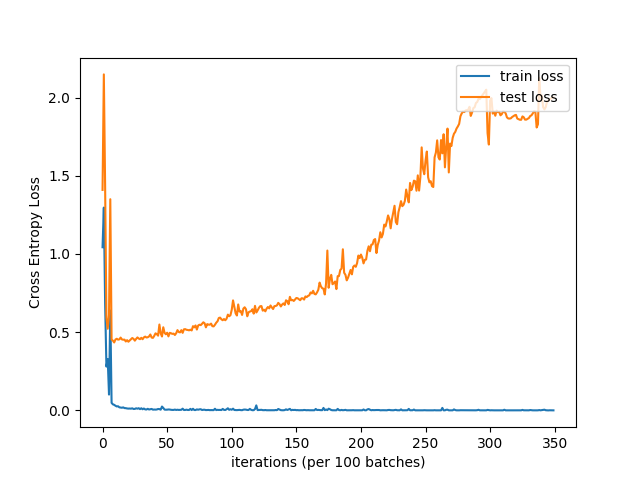 train loss
test loss
2.0
1.5
1.0
0.5
0.0
Cross Entropy Loss
0 50 100 150 200 250 300 350
iterations (per 100 batches)